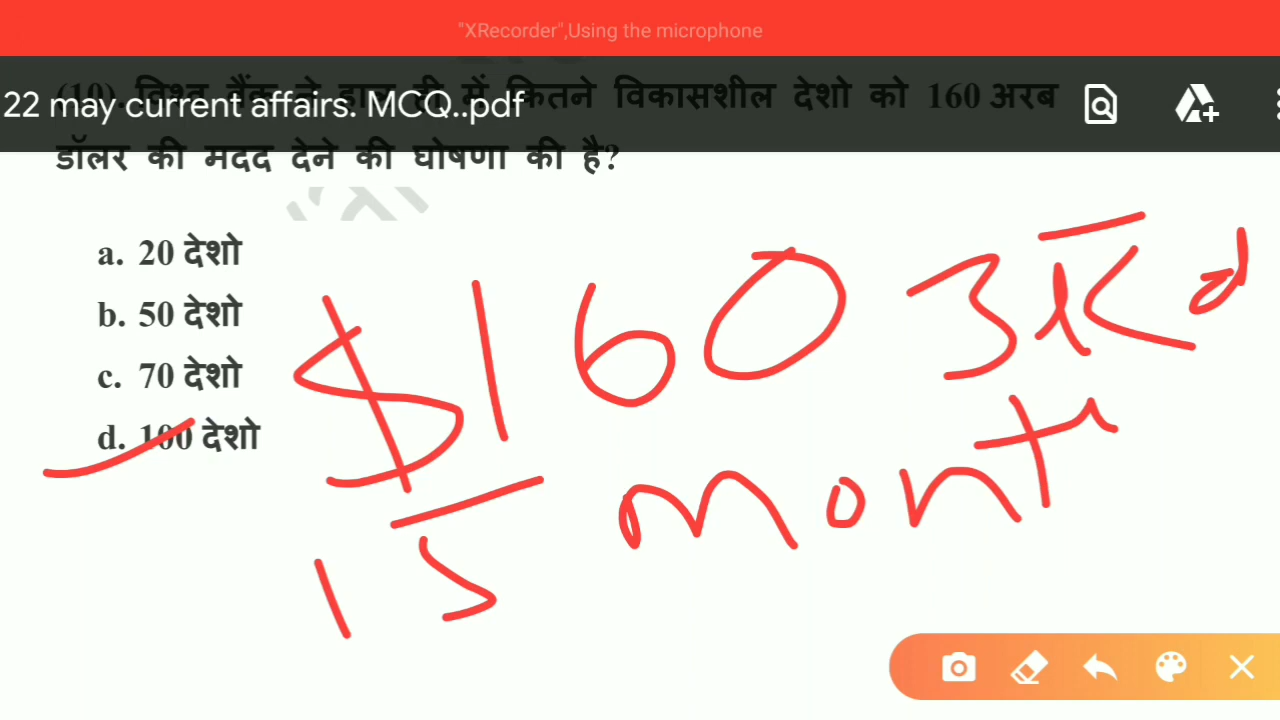 "XRecorder",Using the microphone
(10). विश्व बैंक ने हाल ही में कितने विकासशील देशो को 160 अरब
22 may current affairs. MCQ..pdf
डॉलर की मदद देने की घोषणा की है?
a. 20 देशो
b. 50 देशो
c. 70 देशो
d. 100 देशो
$160 अरब
15 month